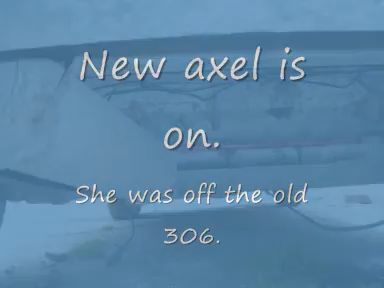 New axel is
on.
She was off the old
306.